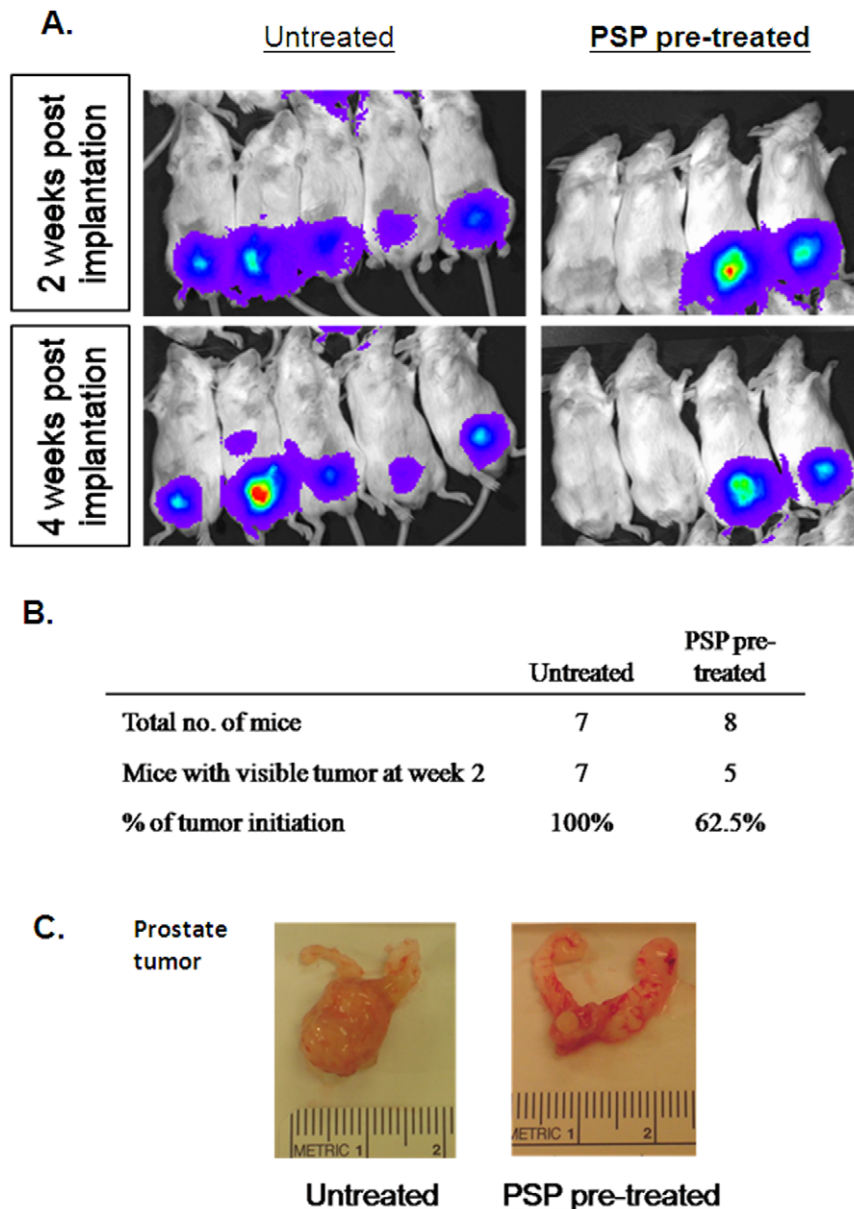 A.
Untreated
PSP pre-treated
2 weeks post
implantation
4 weeks post
implantation
B.
Untreated
PSP pre-
treated
Total no. of mice
7
8
Mice with visible tumor at week 2
7
5
% of tumor initiation
100%
62.5%
C.
Prostate
tumor
METRIC 1 2
METRIC 1 2
Untreated
PSP pre-treated